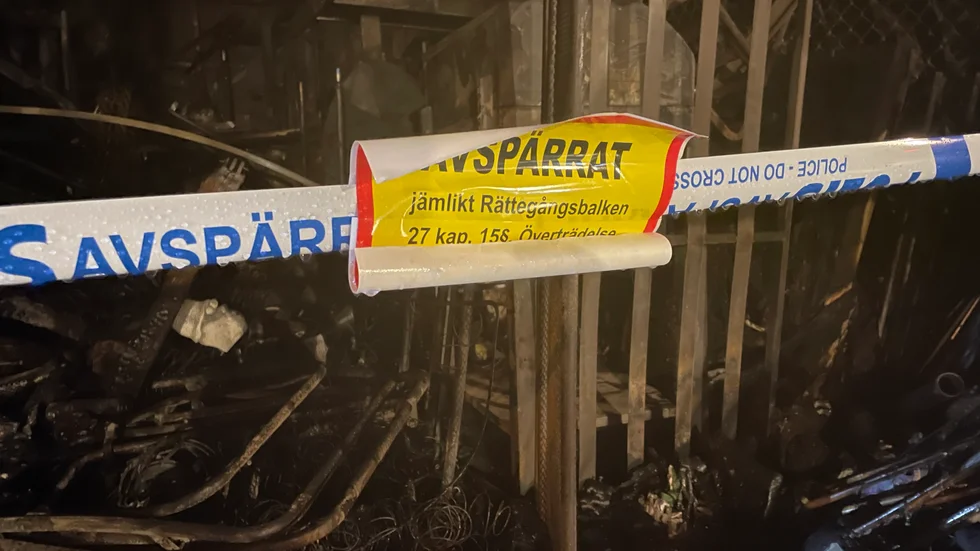 AVSPÄRRAT
jämlikt Rättegångsbalken
27 kap. 15§. Överträdelse
S AVSPÄRR
POLICE - DO NOT CROSS